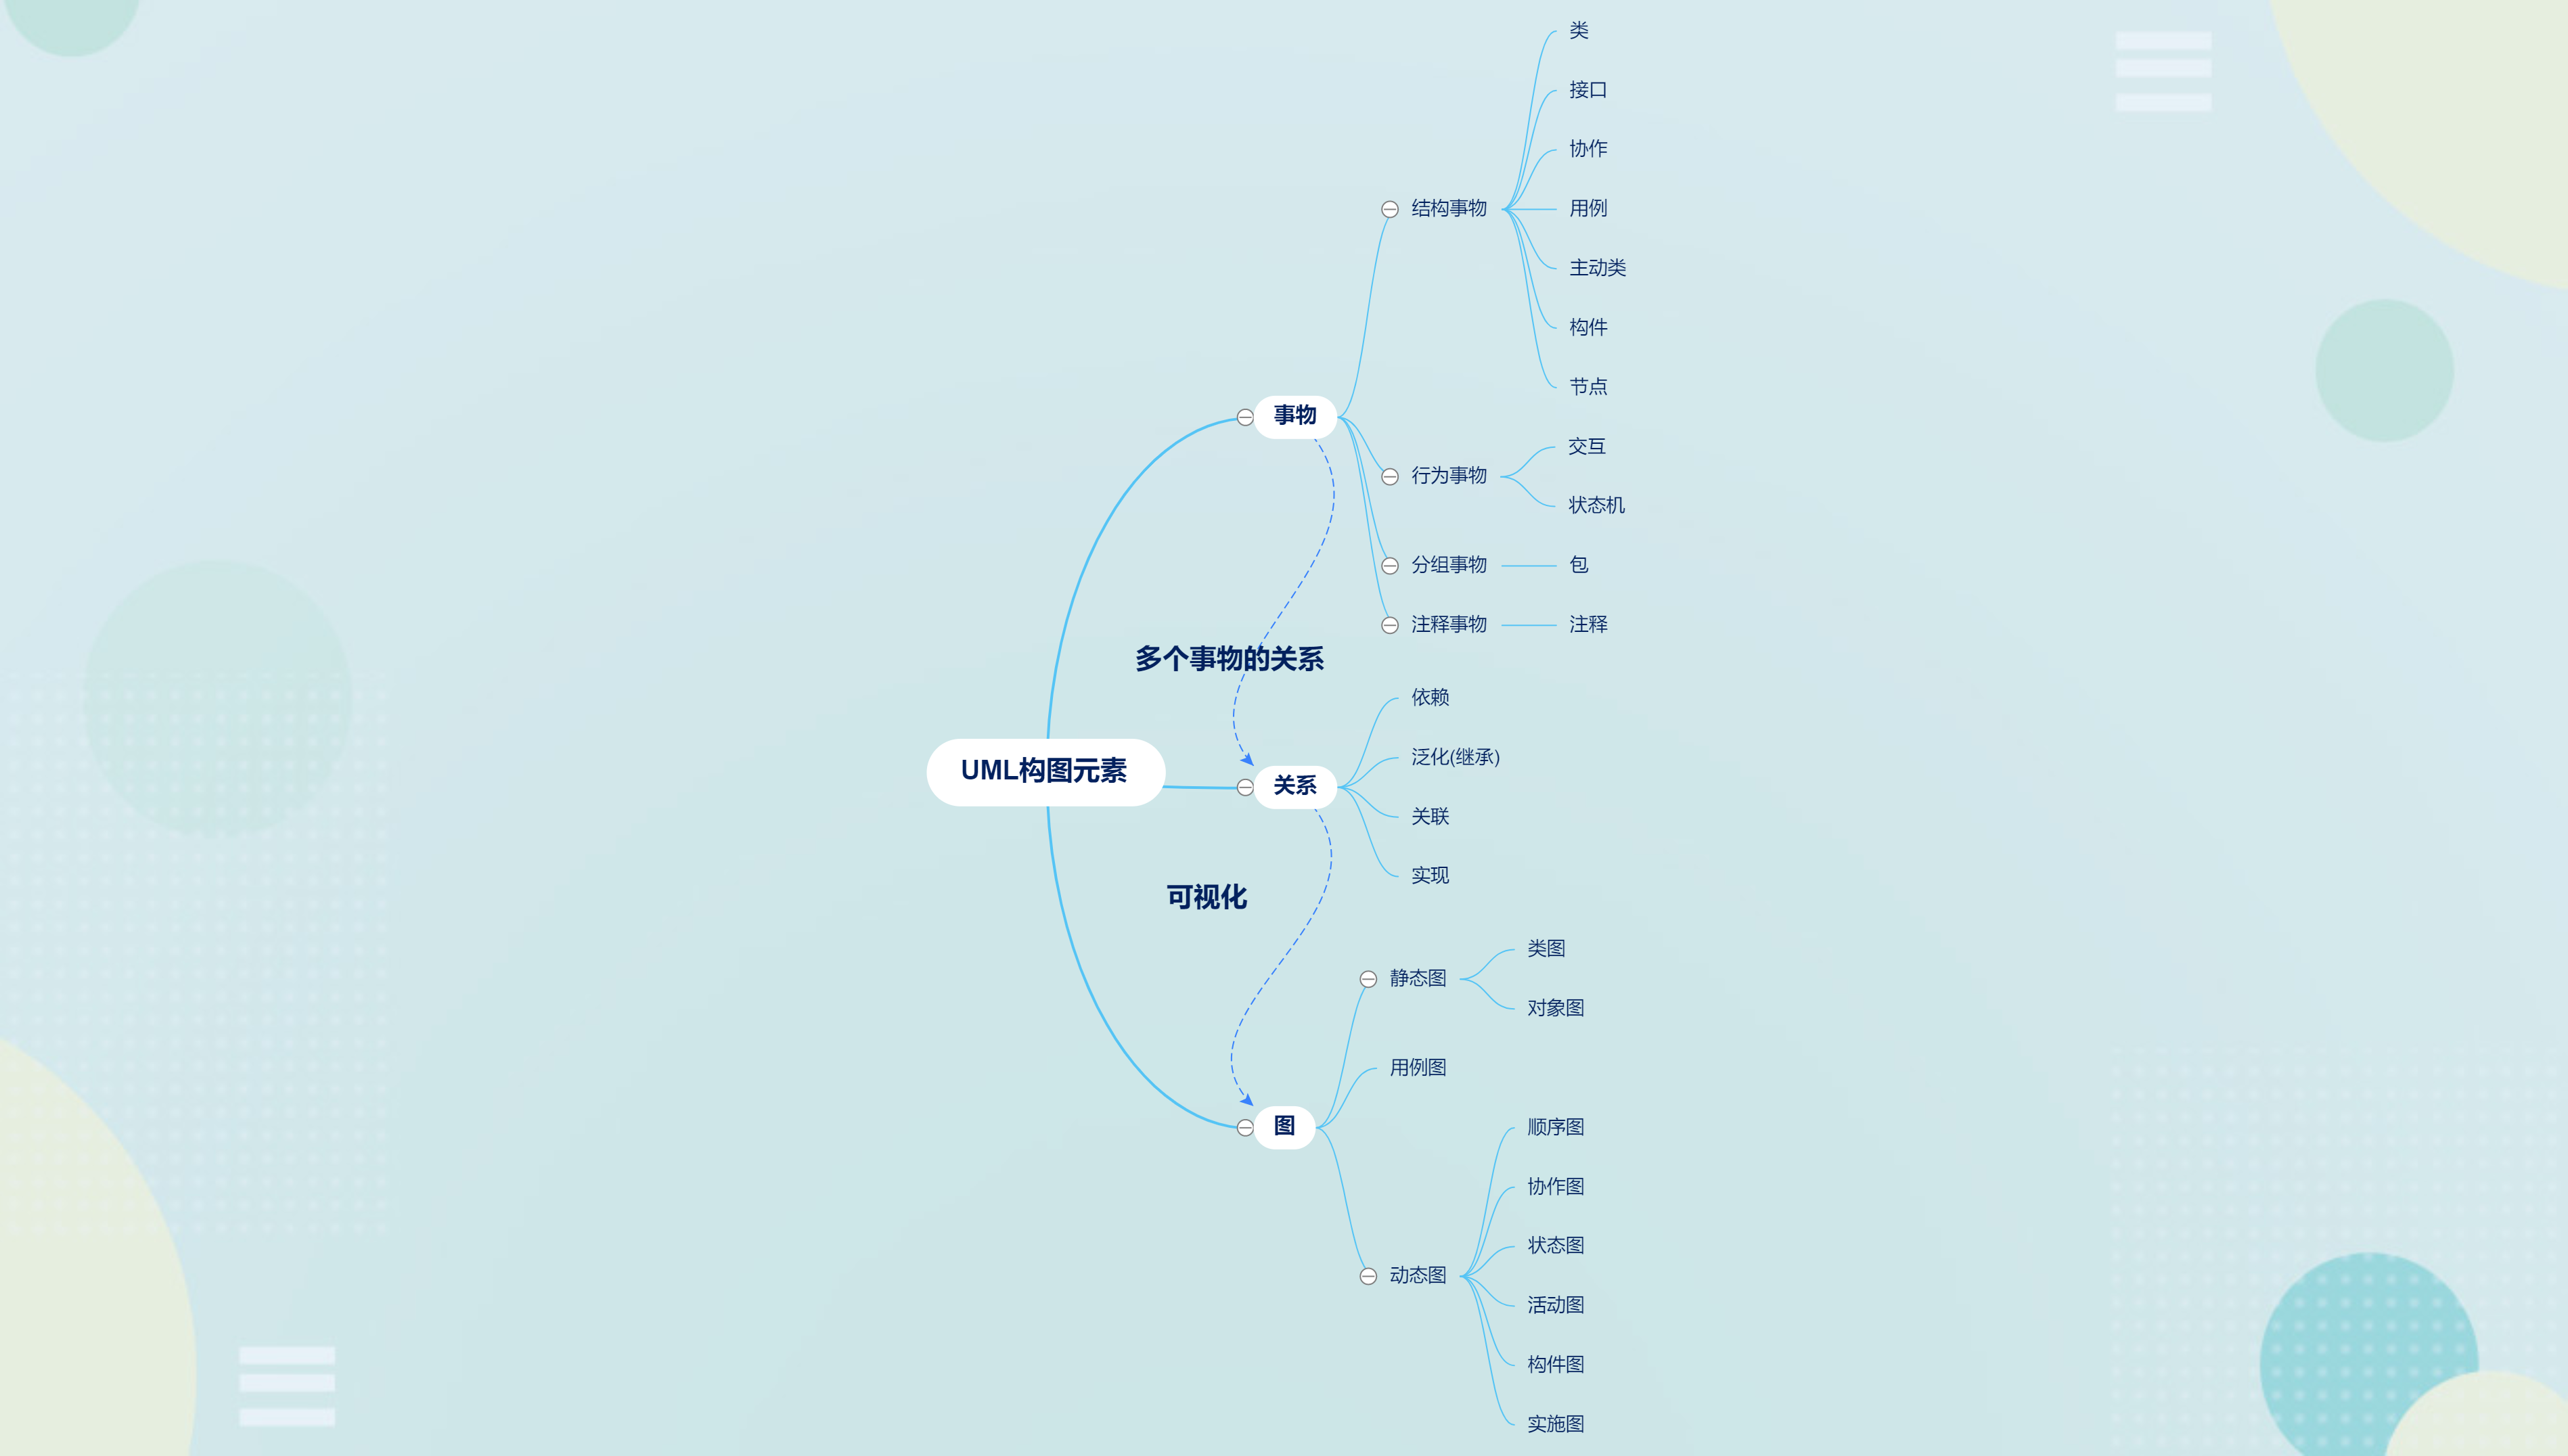 UML构图元素
事物
结构事物
类
接口
协作
用例
主动类
构件
节点
行为事物
交互
状态机
分组事物
包
注释事物
注释
多个事物的关系
关系
依赖
泛化(继承)
关联
实现
可视化
图
静态图
类图
对象图
用例图
动态图
顺序图
协作图
状态图
活动图
构件图
实施图